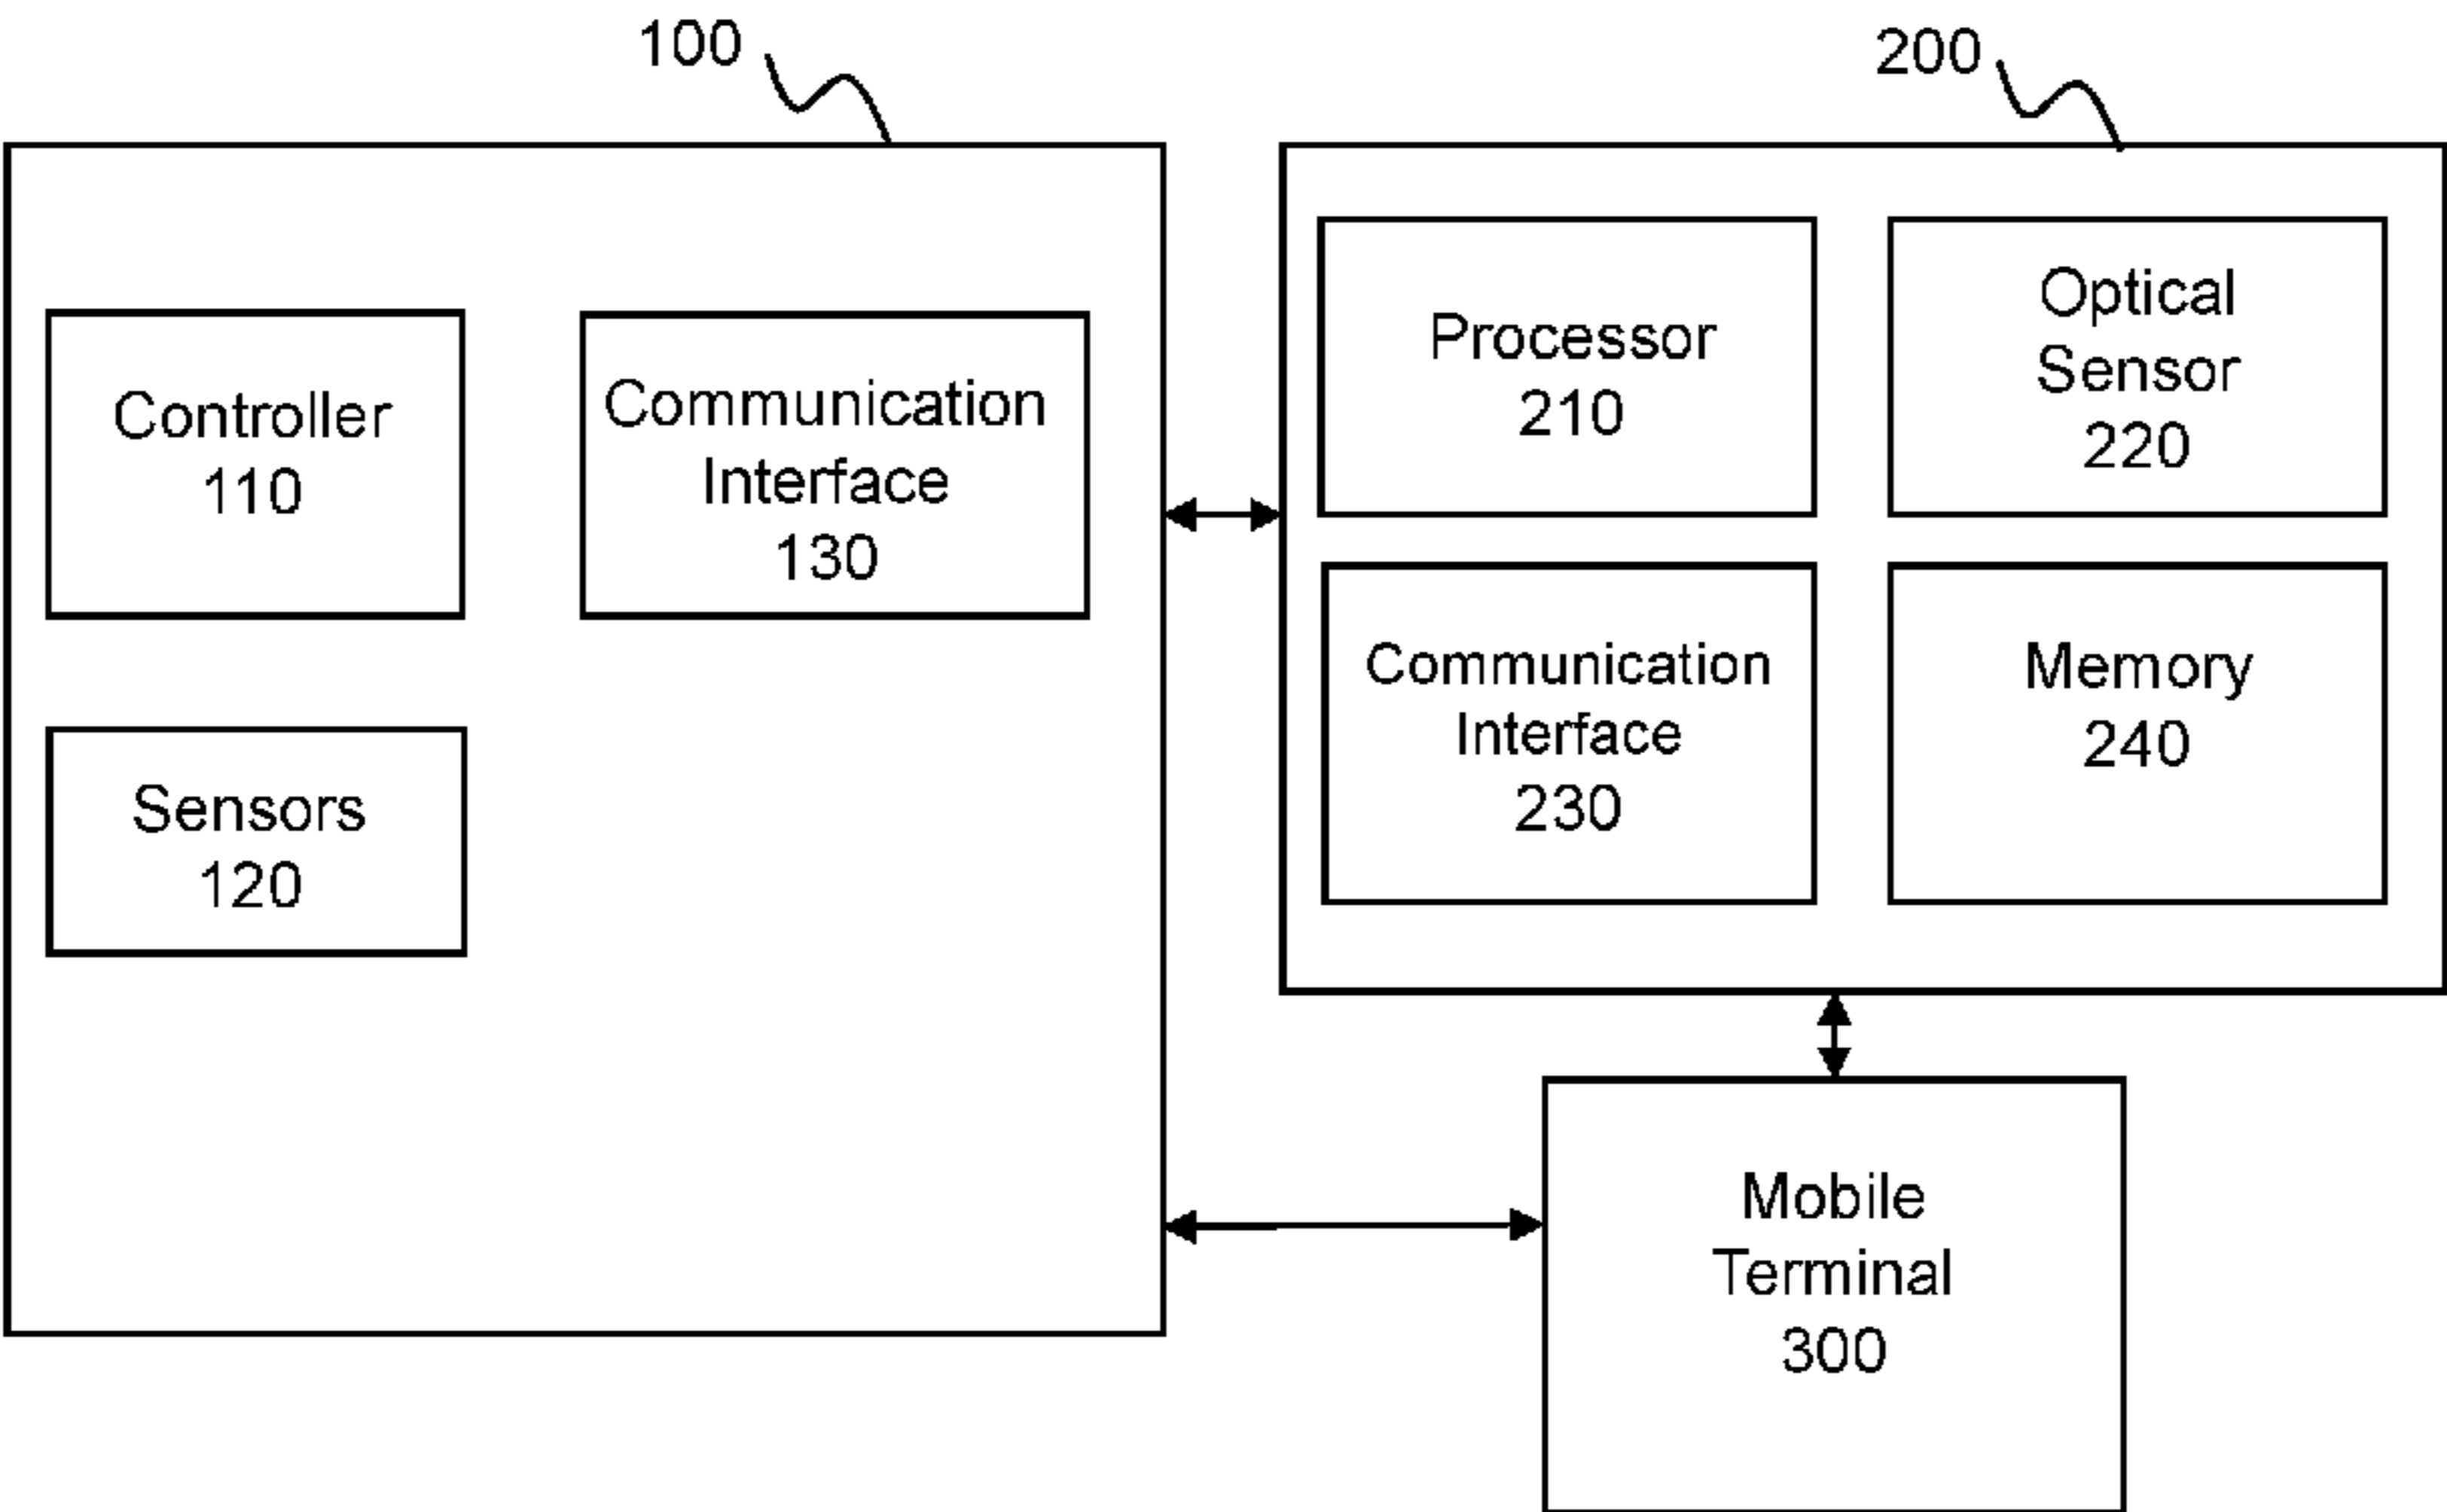 100
200
Controller
110
Communication
Interface
130
Sensors
120
Processor
210
Optical
Sensor
220
Communication
Interface
230
Memory
240
Mobile
Terminal
300